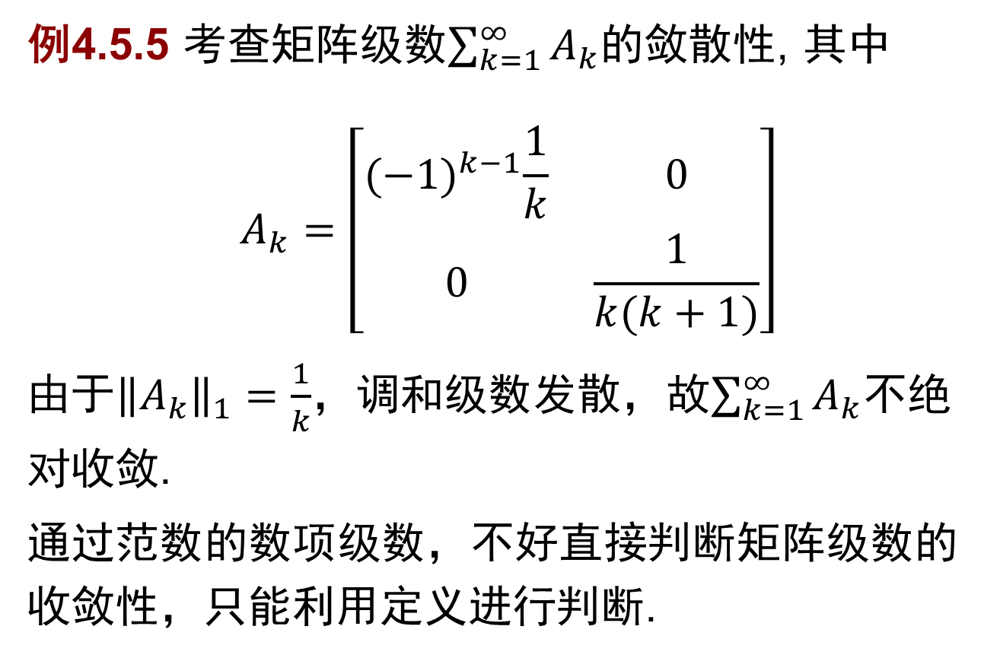 例4.5.5 考查矩阵级数$\sum_{k=1}^{\infty} A_k$的敛散性, 其中
$A_k = \begin{bmatrix} (-1)^{k-1}\dfrac{1}{k} & 0 \\ 0 & \dfrac{1}{k(k+1)} \end{bmatrix}$
由于$\|A_k\|_1 = \frac{1}{k}$，调和级数发散，故$\sum_{k=1}^{\infty} A_k$不绝
对收敛.
通过范数的数项级数，不好直接判断矩阵级数的
收敛性，只能利用定义进行判断.